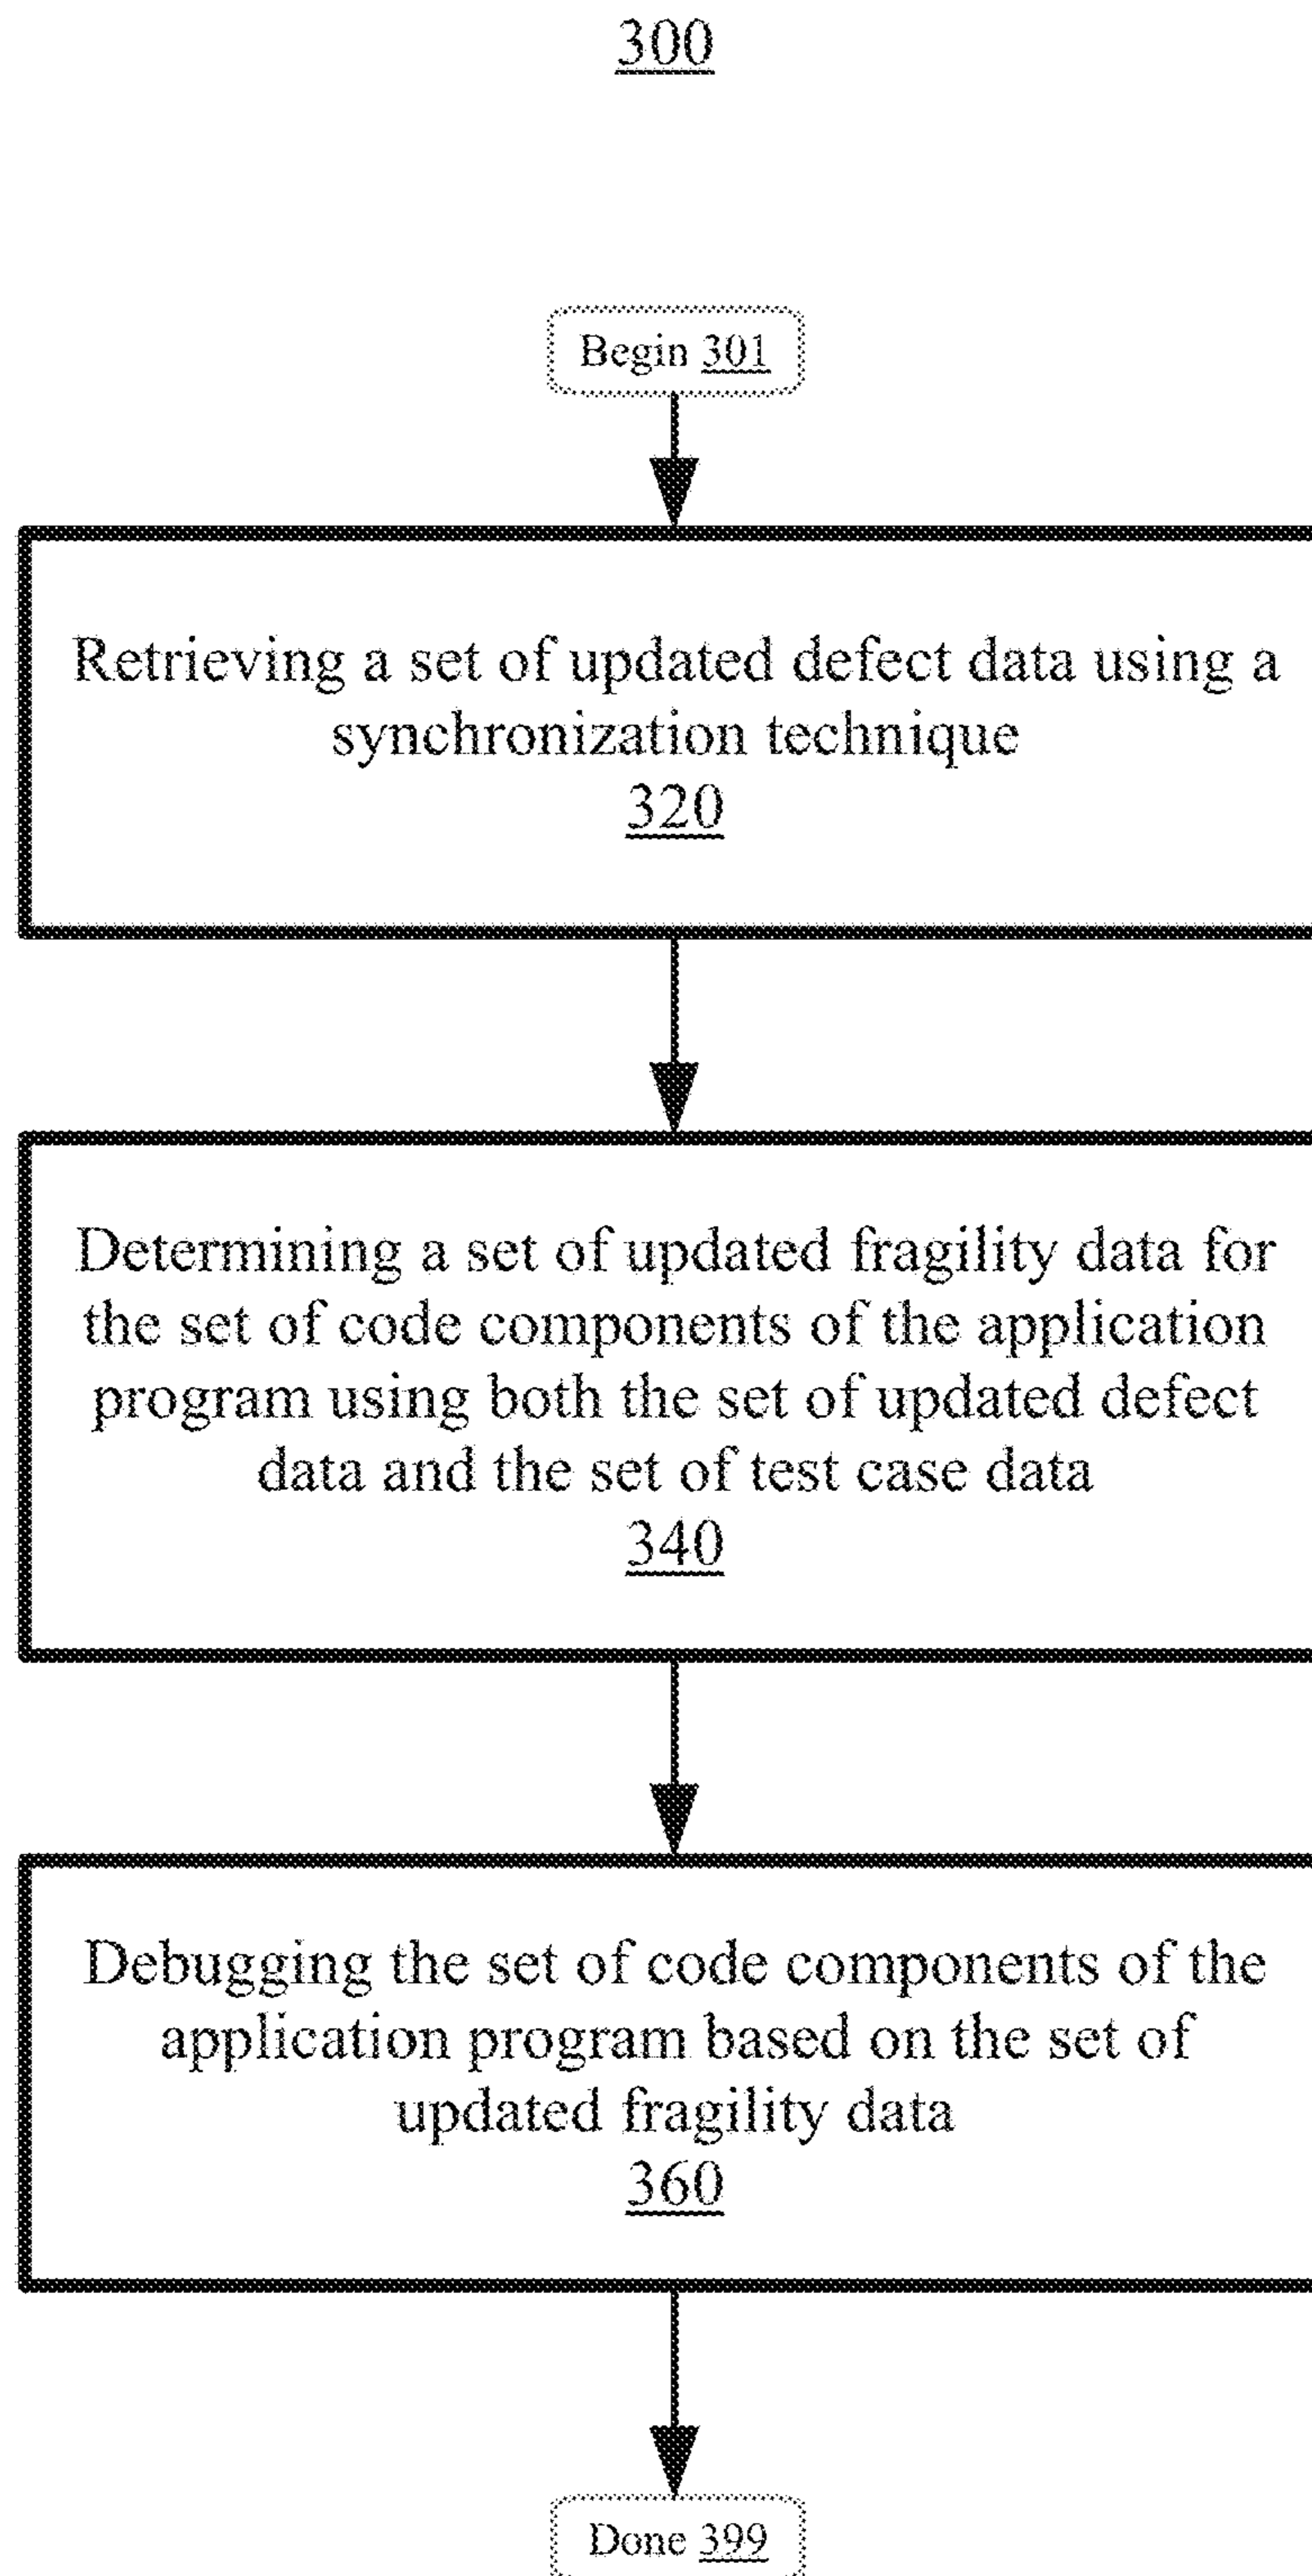 300
Begin 301
Retrieving a set of updated defect data using a
synchronization technique
320
Determining a set of updated fragility data for
the set of code components of the application
program using both the set of updated defect
data and the set of test case data
340
Debugging the set of code components of the
application program based on the set of
updated fragility data
360
Done 399